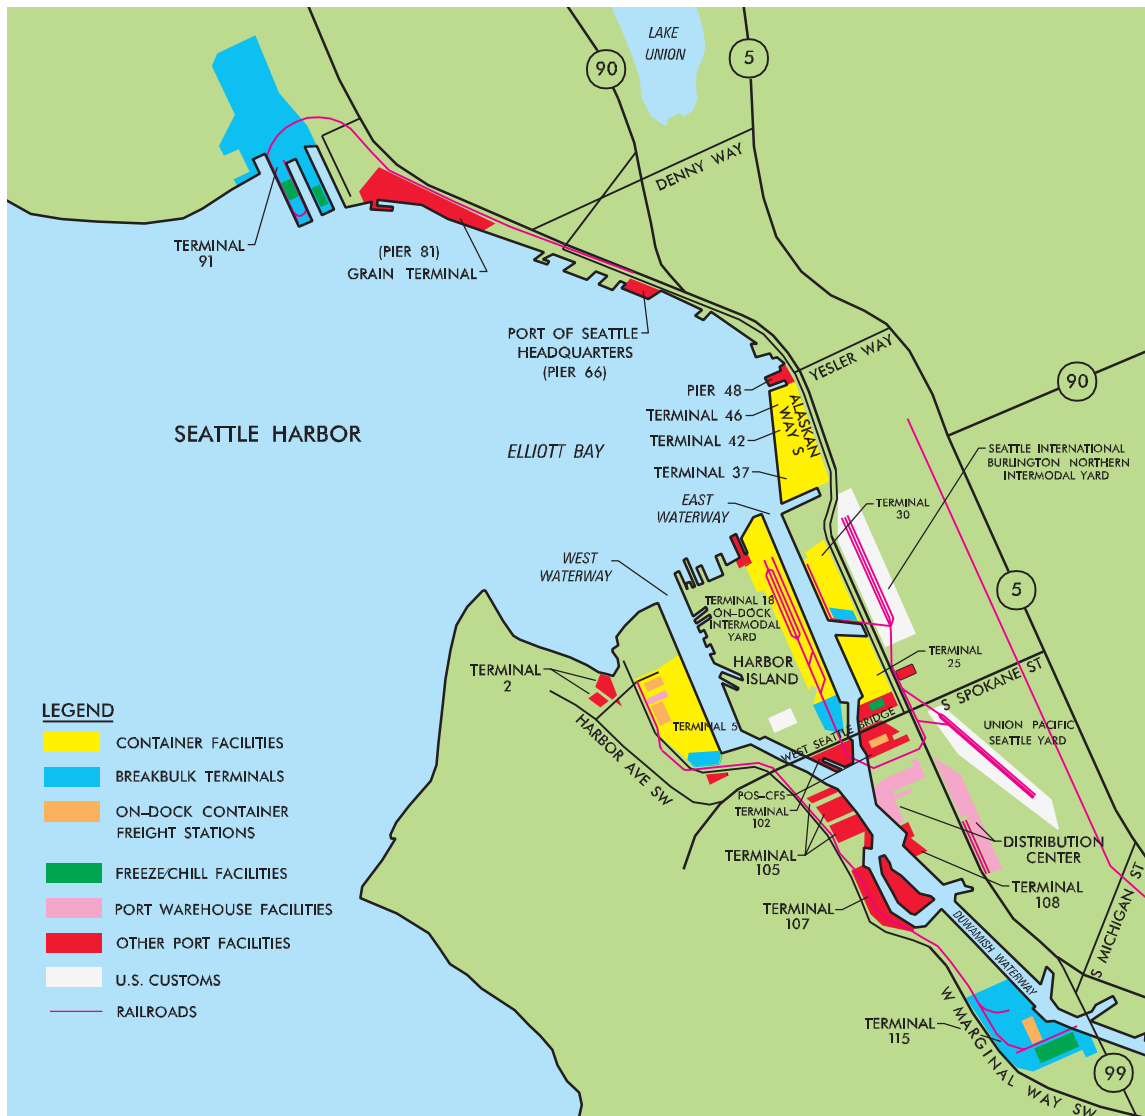 LAKE
UNION
90
5
DENNY WAY
TERMINAL
91
(PIER 81)
GRAIN TERMINAL
PORT OF SEATTLE
HEADQUARTERS
(PIER 66)
YESLER WAY
90
PIER 48
ALASKAN
WAY S
TERMINAL 46
SEATTLE HARBOR
ELLIOTT BAY
TERMINAL 42
SEATTLE INTERNATIONAL
BURLINGTON NORTHERN
INTERMODAL YARD
TERMINAL 37
EAST
WATERWAY
TERMINAL
30
WEST
WATERWAY
5
TERMINAL 18
ON-DOCK
INTERMODAL
YARD
HARBOR
ISLAND
TERMINAL
25
TERMINAL
2
S SPOKANE ST
HARBOR AVE SW
TERMINAL 5
WEST SEATTLE BRIDGE
UNION PACIFIC
SEATTLE YARD
POS-CFS
TERMINAL
102
TERMINAL
105
DISTRIBUTION
CENTER
TERMINAL
108
TERMINAL
107
DUWAMISH WATERWAY
S MICHIGAN ST
TERMINAL
115
W MARGINAL WAY SW
99
LEGEND
CONTAINER FACILITIES
BREAKBULK TERMINALS
ON-DOCK CONTAINER
FREIGHT STATIONS
FREEZE/CHILL FACILITIES
PORT WAREHOUSE FACILITIES
OTHER PORT FACILITIES
U.S. CUSTOMS
RAILROADS